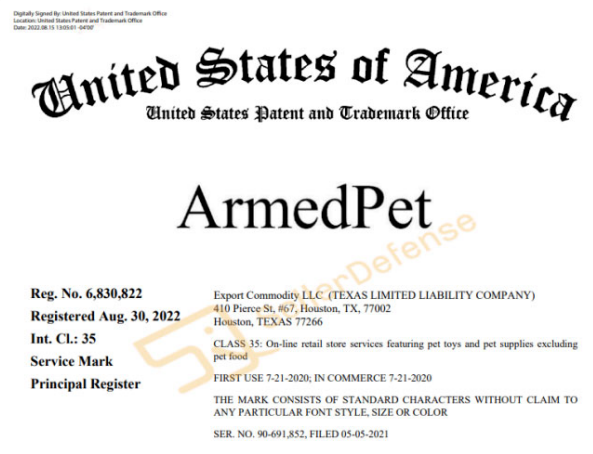 Digitally Signed By: United States Patent and Trademark Office
Location: United States Patent and Trademark Office
Date: 2022.08.15 13:05:01 -04'00'
United States of America
United States Patent and Trademark Office
ArmedPet
SellerDefense
Reg. No. 6,830,822
Registered Aug. 30, 2022
Int. Cl.: 35
Service Mark
Principal Register
Export Commodity LLC (TEXAS LIMITED LIABILITY COMPANY)
410 Pierce St, #67, Houston, TX, 77002
Houston, TEXAS 77266
CLASS 35: On-line retail store services featuring pet toys and pet supplies excluding
pet food
FIRST USE 7-21-2020; IN COMMERCE 7-21-2020
THE MARK CONSISTS OF STANDARD CHARACTERS WITHOUT CLAIM TO
ANY PARTICULAR FONT STYLE, SIZE OR COLOR
SER. NO. 90-691,852, FILED 05-05-2021